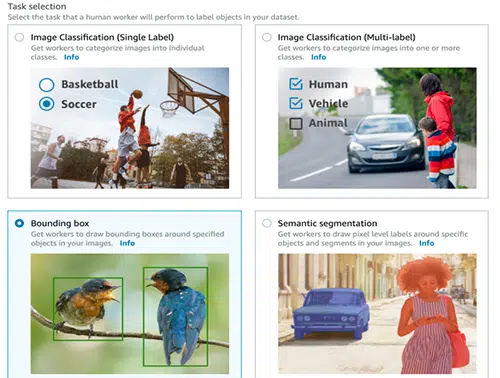 Task selection
Select the task that a human worker will perform to label objects in your dataset.
Image Classification (Single Label)
Get workers to categorize images into individual
classes. Info
Basketball
Soccer
Image Classification (Multi-label)
Get workers to categorize images into one or more
classes. Info
Human
Vehicle
Animal
Bounding box
Get workers to draw bounding boxes around specified
objects in your images. Info
Semantic segmentation
Get workers to draw pixel level labels around specific
objects and segments in your images. Info